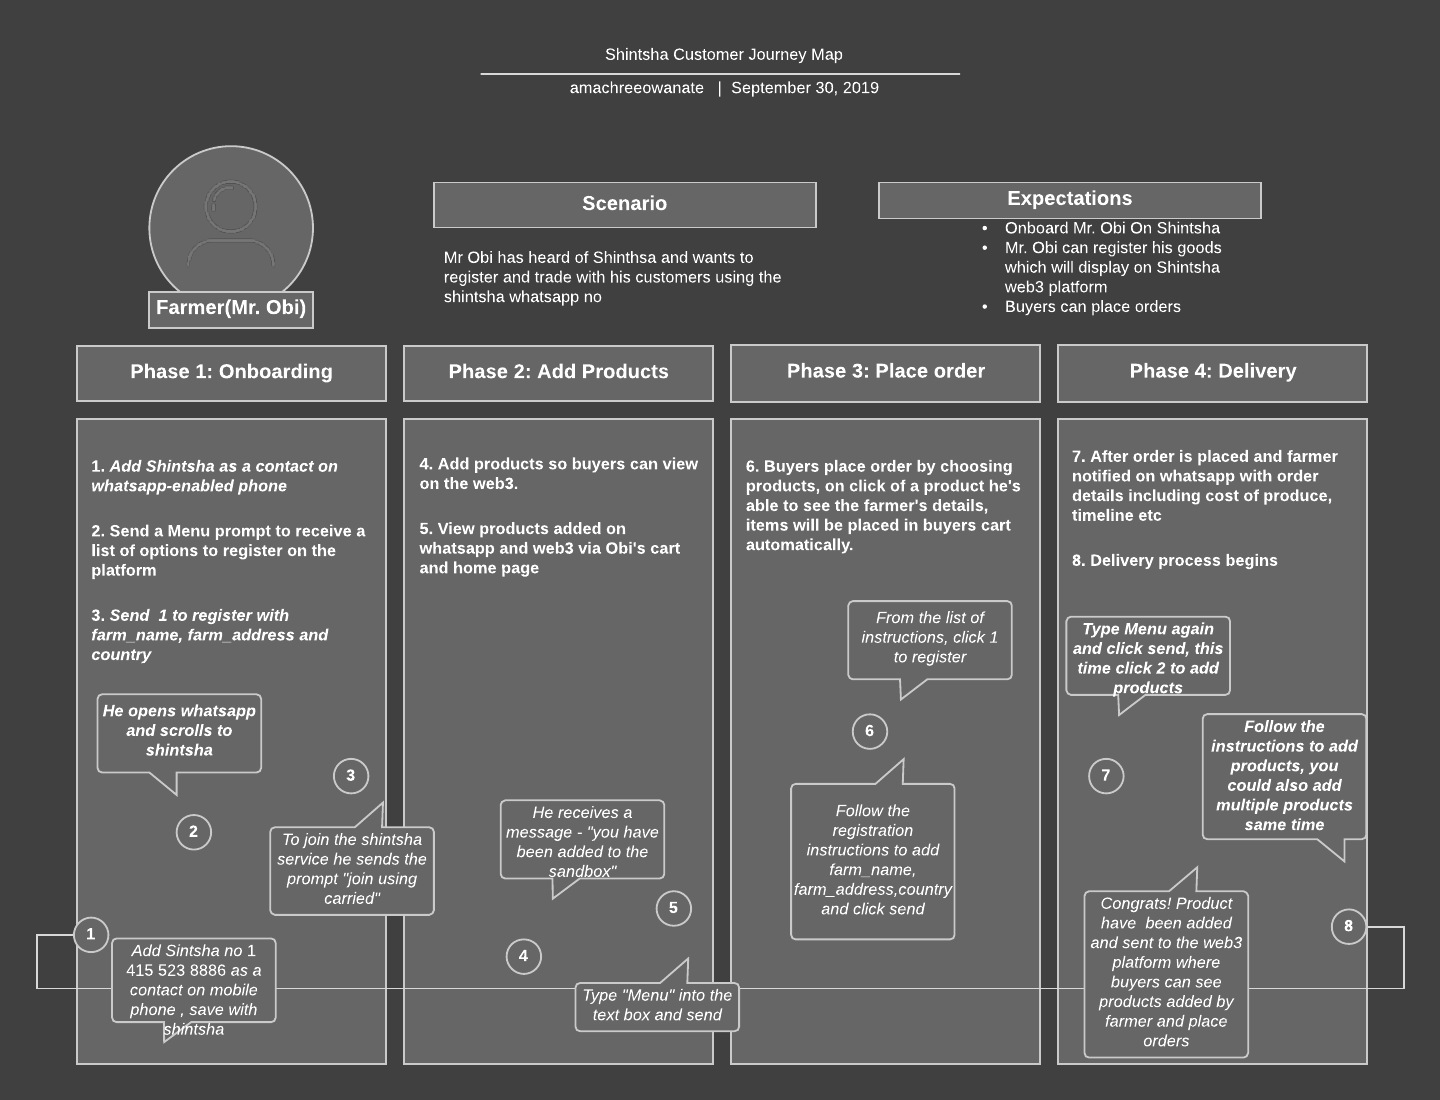 Shintsha Customer Journey Map
amachreeowanate | September 30, 2019
Farmer(Mr. Obi)
Scenario
Mr Obi has heard of Shinthsa and wants to
register and trade with his customers using the
shintsha whatsapp no
Expectations
• Onboard Mr. Obi On Shintsha
• Mr. Obi can register his goods
which will display on Shintsha
web3 platform
• Buyers can place orders
Phase 1: Onboarding
Phase 2: Add Products
Phase 3: Place order
Phase 4: Delivery
1. Add Shintsha as a contact on
whatsapp-enabled phone
2. Send a Menu prompt to receive a
list of options to register on the
platform
3. Send 1 to register with
farm_name, farm_address and
country
He opens whatsapp
and scrolls to
shintsha
3
2
To join the shintsha
service he sends the
prompt "join using
carried"
1
Add Sintsha no 1
415 523 8886 as a
contact on mobile
phone , save with
shintsha
4. Add products so buyers can view
on the web3.
5. View products added on
whatsapp and web3 via Obi's cart
and home page
He receives a
message - "you have
been added to the
sandbox"
5
4
Type "Menu" into the
text box and send
6. Buyers place order by choosing
products, on click of a product he's
able to see the farmer's details,
items will be placed in buyers cart
automatically.
From the list of
instructions, click 1
to register
6
Follow the
registration
instructions to add
farm_name,
farm_address,country
and click send
7. After order is placed and farmer
notified on whatsapp with order
details including cost of produce,
timeline etc
8. Delivery process begins
Type Menu again
and click send, this
time click 2 to add
products
Follow the
instructions to add
products, you
could also add
multiple products
same time
7
8
Congrats! Product
have been added
and sent to the web3
platform where
buyers can see
products added by
farmer and place
orders